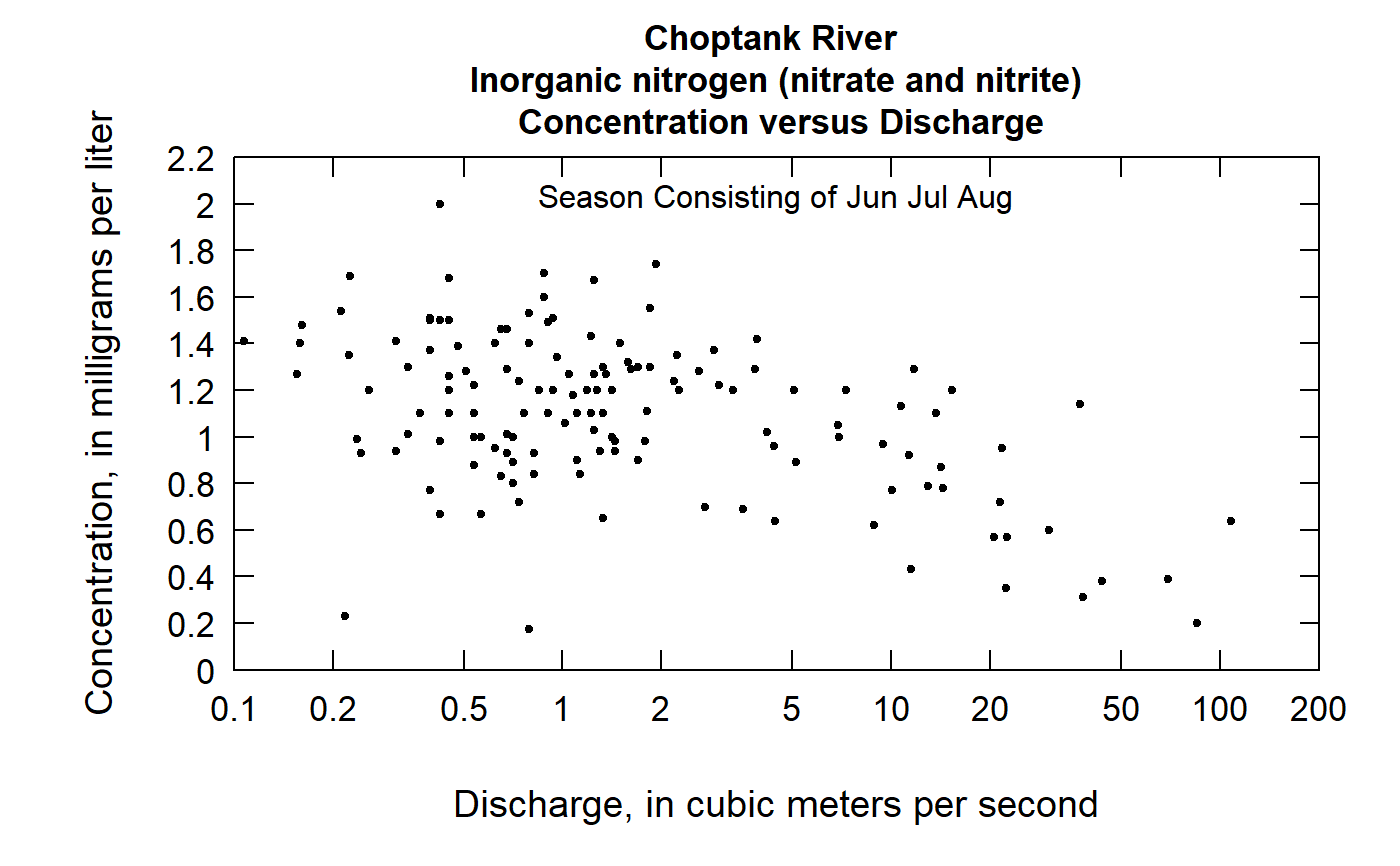 Choptank River
Inorganic nitrogen (nitrate and nitrite)
Concentration versus Discharge
Season Consisting of Jun Jul Aug
Concentration, in milligrams per liter
2.2
2
1.8
1.6
1.4
1.2
1
0.8
0.6
0.4
0.2
0
0.1 0.2 0.5 1 2 5 10 20 50 100 200
Discharge, in cubic meters per second